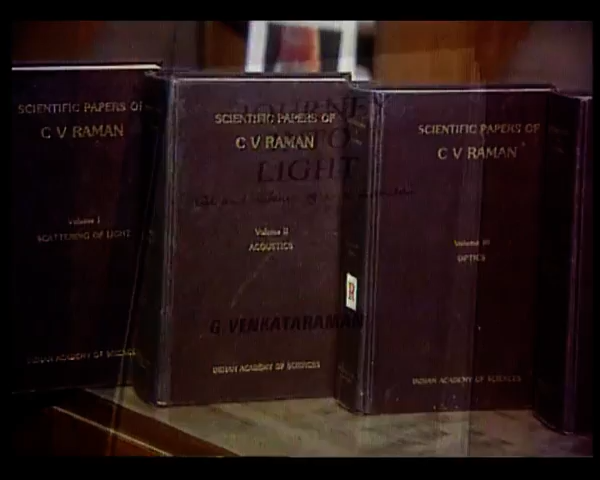 SCIENTIFIC PAPERS OF
C V RAMAN
Volume I
SCATTERING OF LIGHT
INDIAN ACADEMY OF SCIENCES
SCIENTIFIC PAPERS OF
C V RAMAN
Volume II
ACOUSTICS
INDIAN ACADEMY OF SCIENCES
JOURNEY
INTO
LIGHT
G VENKATARAMAN
SCIENTIFIC PAPERS OF
C V RAMAN
Volume III
OPTICS
INDIAN ACADEMY OF SCIENCES